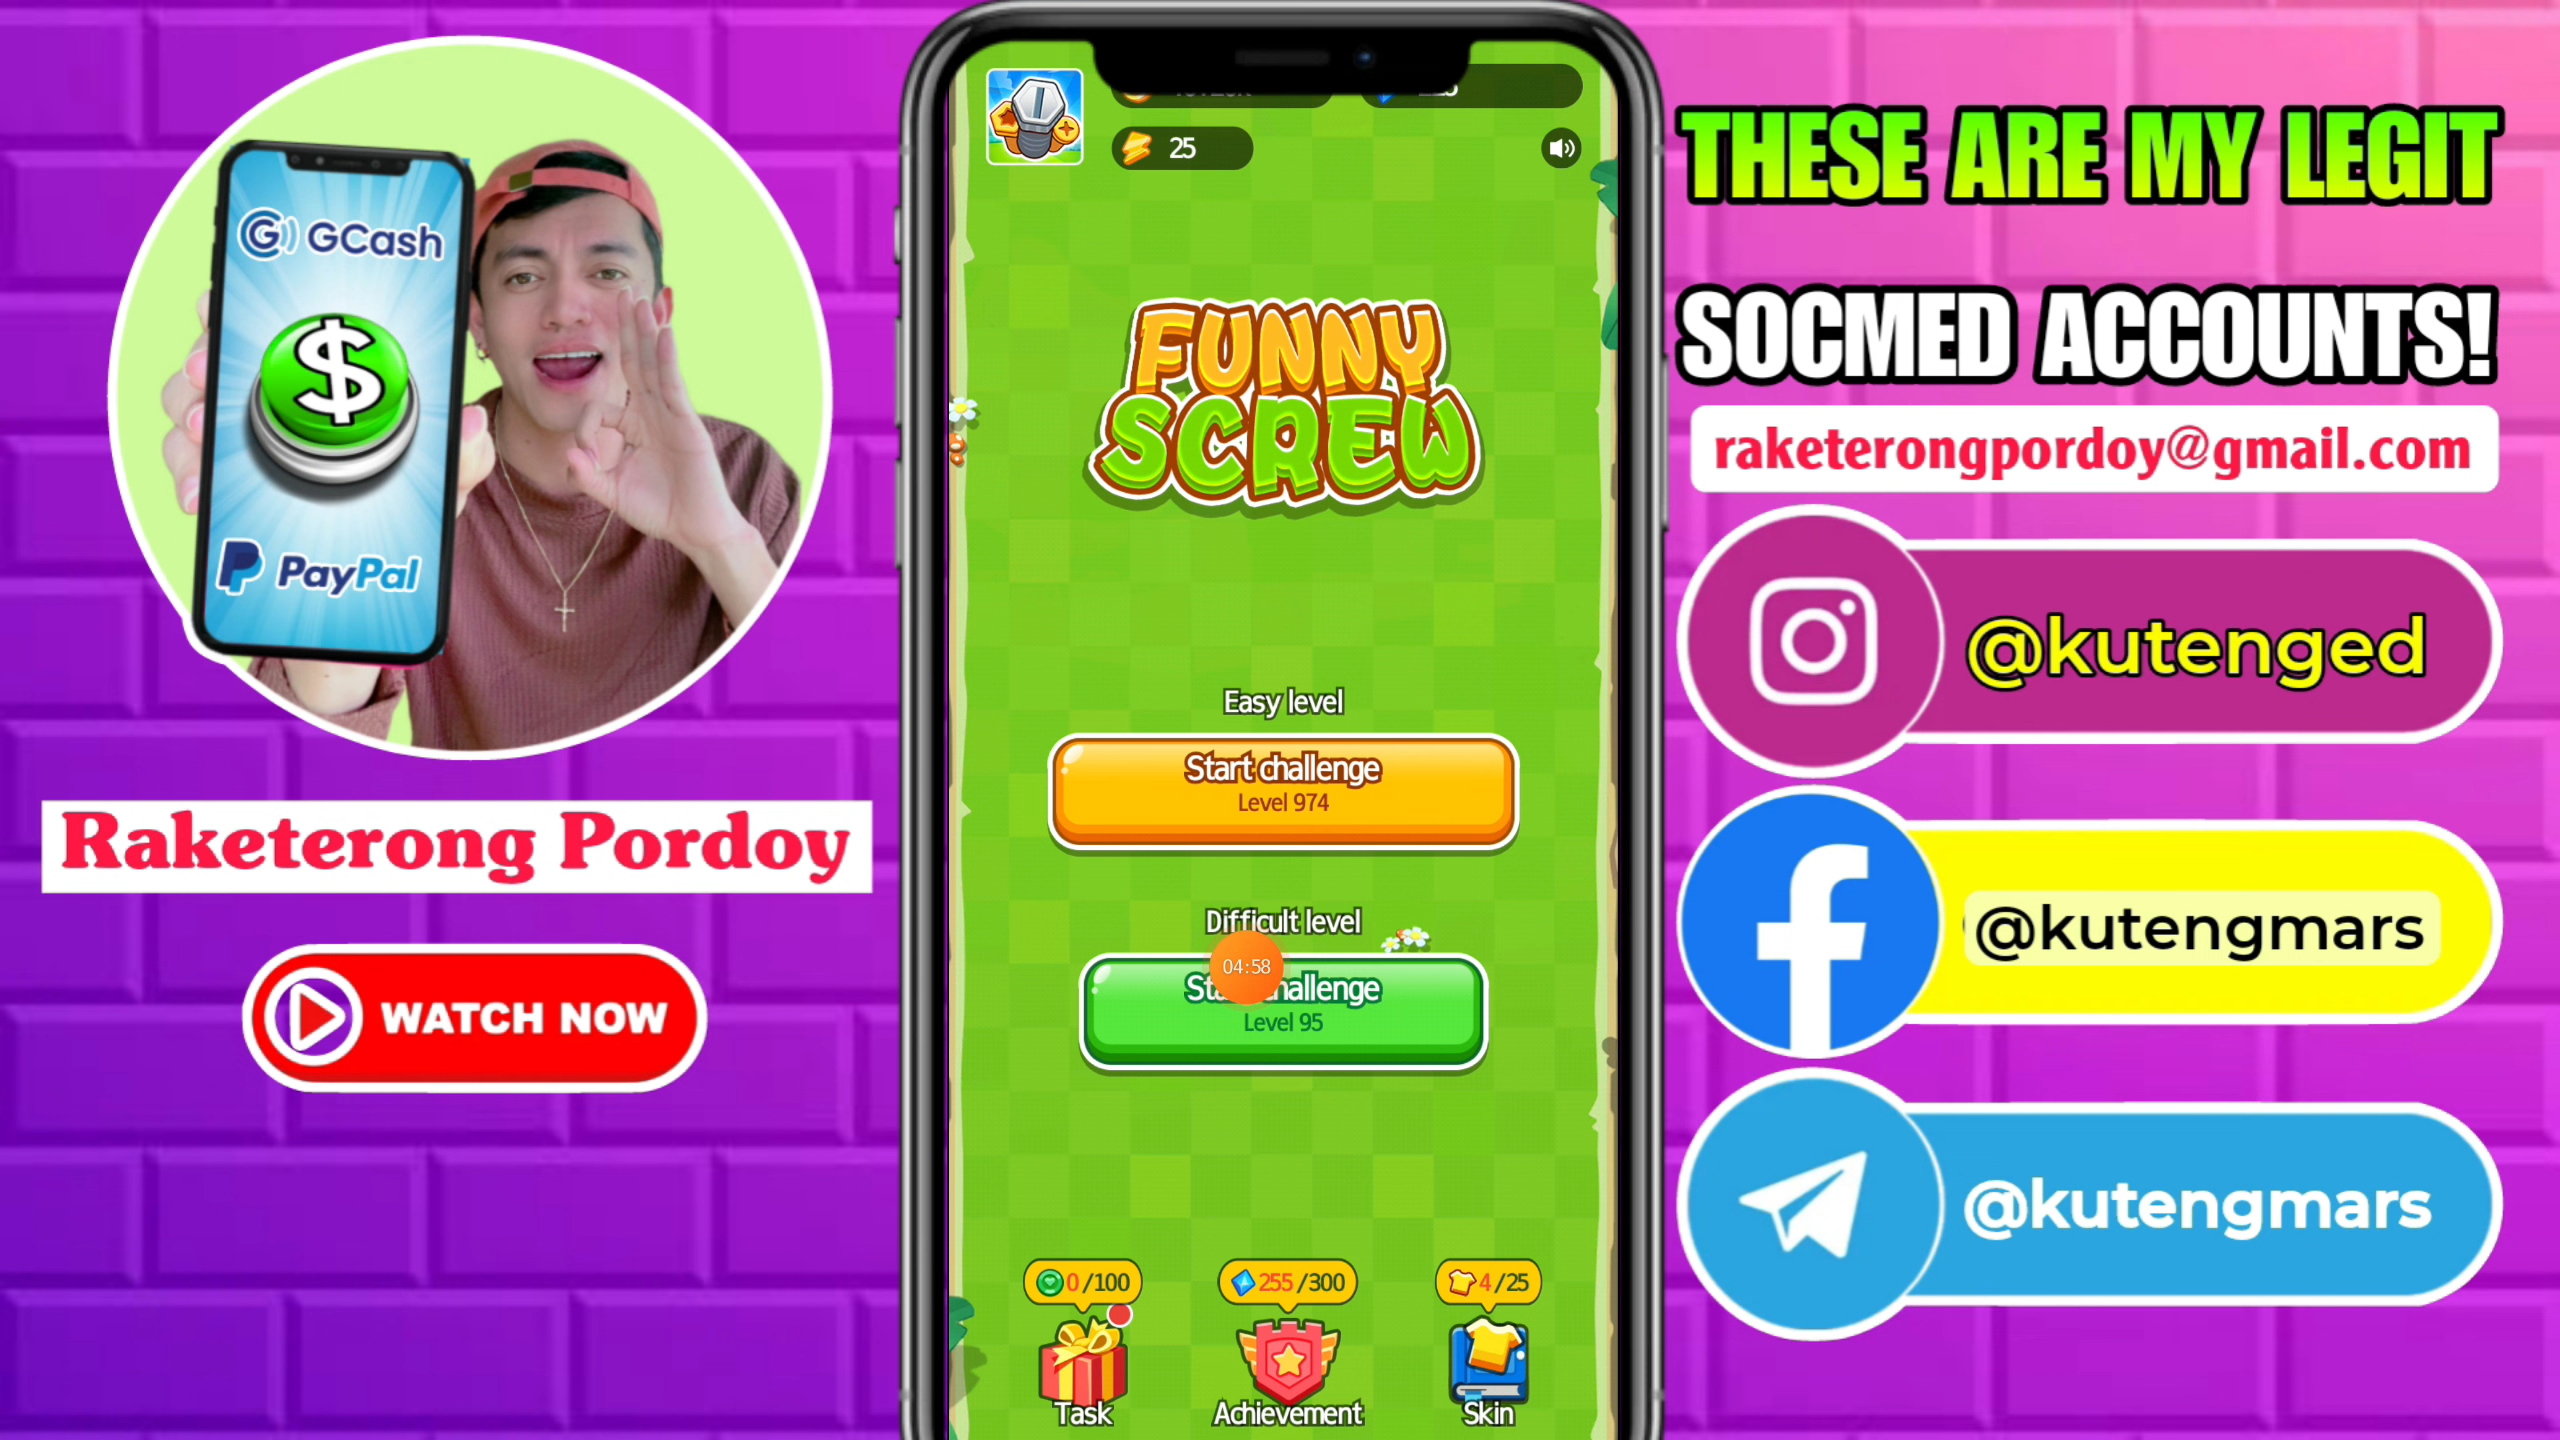 GCash
$
PayPal
Raketerong Pordoy
WATCH NOW
25
FUNNY
SCREW
Easy level
Start challenge
Level 974
Difficult level
04:58
challenge
Level 95
0/100
255/300
4/25
Task
Achievement
Skin
THESE ARE MY LEGIT
SOCMED ACCOUNTS!
raketerongpordoy@gmail.com
@kutenged
@kutengmars
@kutengmars